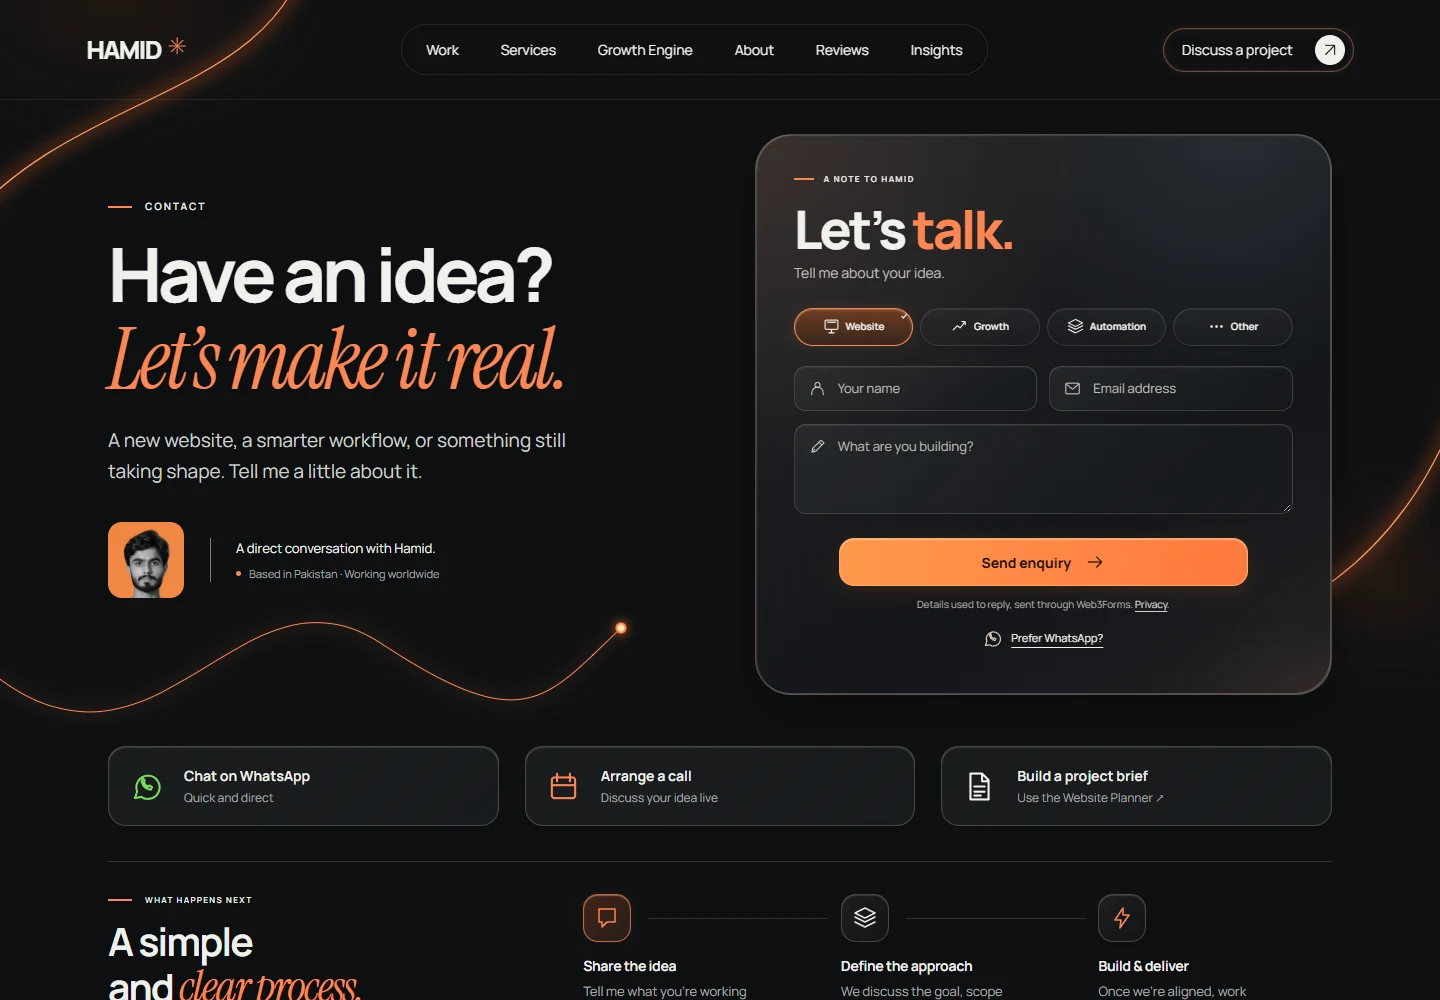 HAMID
Work
Services
Growth Engine
About
Reviews
Insights
Discuss a project
CONTACT
Have an idea?
Let’s make it real.
A new website, a smarter workflow, or something still
taking shape. Tell me a little about it.
A direct conversation with Hamid.
Based in Pakistan · Working worldwide
A NOTE TO HAMID
Let’s talk.
Tell me about your idea.
Website
Growth
Automation
Other
Your name
Email address
What are you building?
Send enquiry →
Details used to reply, sent through Web3Forms. Privacy.
Prefer WhatsApp?
Chat on WhatsApp
Quick and direct
Arrange a call
Discuss your idea live
Build a project brief
Use the Website Planner ↗
WHAT HAPPENS NEXT
A simple
and clear process.
Share the idea
Tell me what you’re working
Define the approach
We discuss the goal, scope
Build & deliver
Once we’re aligned, work